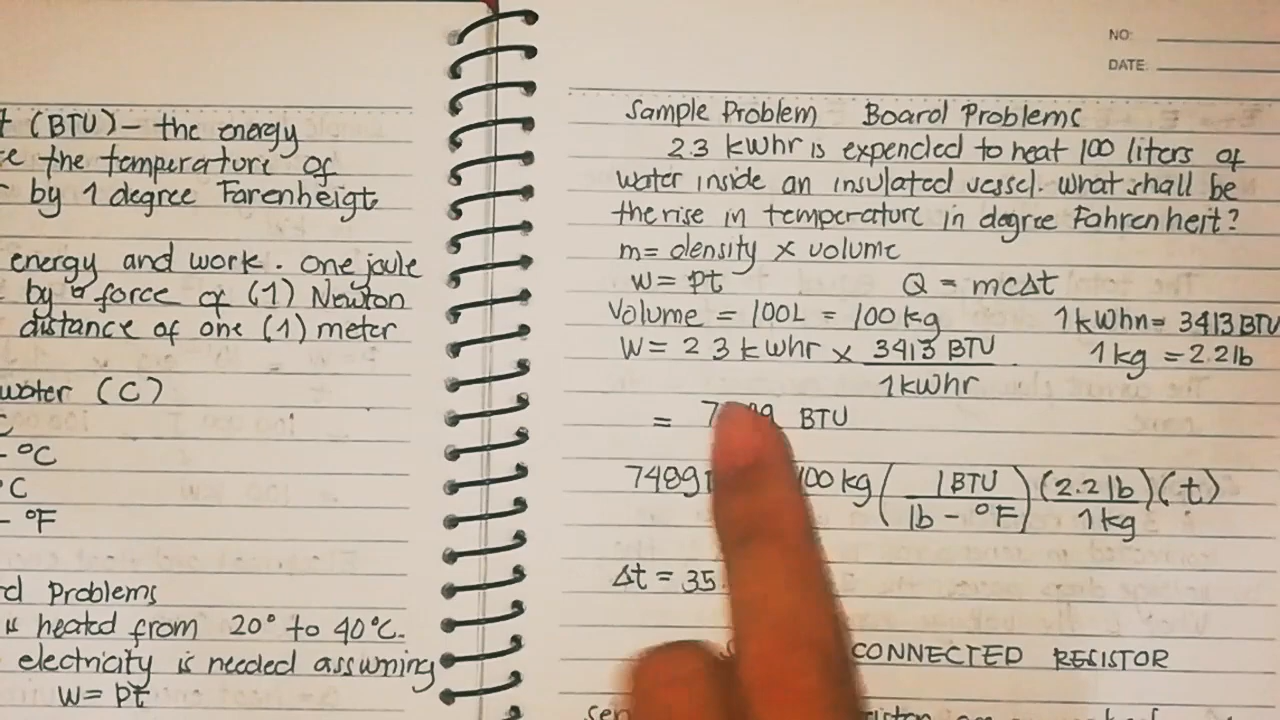 (BTU) - the energy
the temperature of
by 1 degree Farenheigt
energy and work. One joule
by a force of (1) Newton
distance of one (1) meter
water (C)
°C
°C
°F
Problems
is heated from 20° to 40°C.
electricity is needed assuming
W = pt
NO:
DATE:
Sample Problem Board Problems
2.3 kWhr is expended to heat 100 liters of
water inside an insulated vessel. What shall be
the rise in temperature in degree Fahrenheit?
m = density x volume
W = pt Q = mcΔt
Volume = 100L = 100 kg 1 kWhn = 3413 BTU
W = 2.3 kWhr x 3413 BTU 1 kg = 2.2lb
1 kWhr
= BTU
100 kg (1 BTU / lb - °F) (2.2 lb / 1 kg) (t)
Δt = 35
CONNECTED RESISTOR